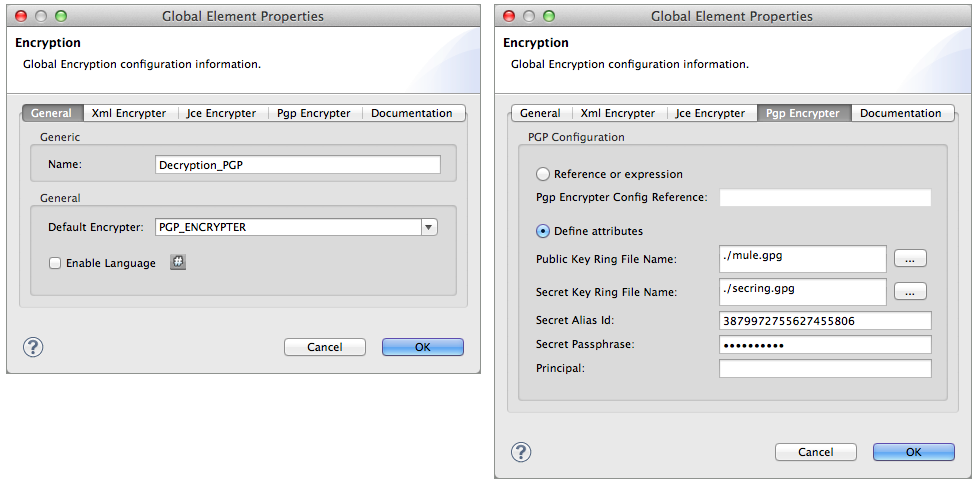 Global Element Properties
Encryption
Global Encryption configuration information.
General Xml Encrypter Jce Encrypter Pgp Encrypter Documentation
Generic
Name: Decryption_PGP
General
Default Encrypter: PGP_ENCRYPTER
Enable Language #
? Cancel OK
Global Element Properties
Encryption
Global Encryption configuration information.
General Xml Encrypter Jce Encrypter Pgp Encrypter Documentation
PGP Configuration
Reference or expression
Pgp Encrypter Config Reference:
Define attributes
Public Key Ring File Name: ./mule.gpg ...
Secret Key Ring File Name: ./secring.gpg ...
Secret Alias Id: 3879972755627455806
Secret Passphrase: ••••••••••
Principal:
? Cancel OK